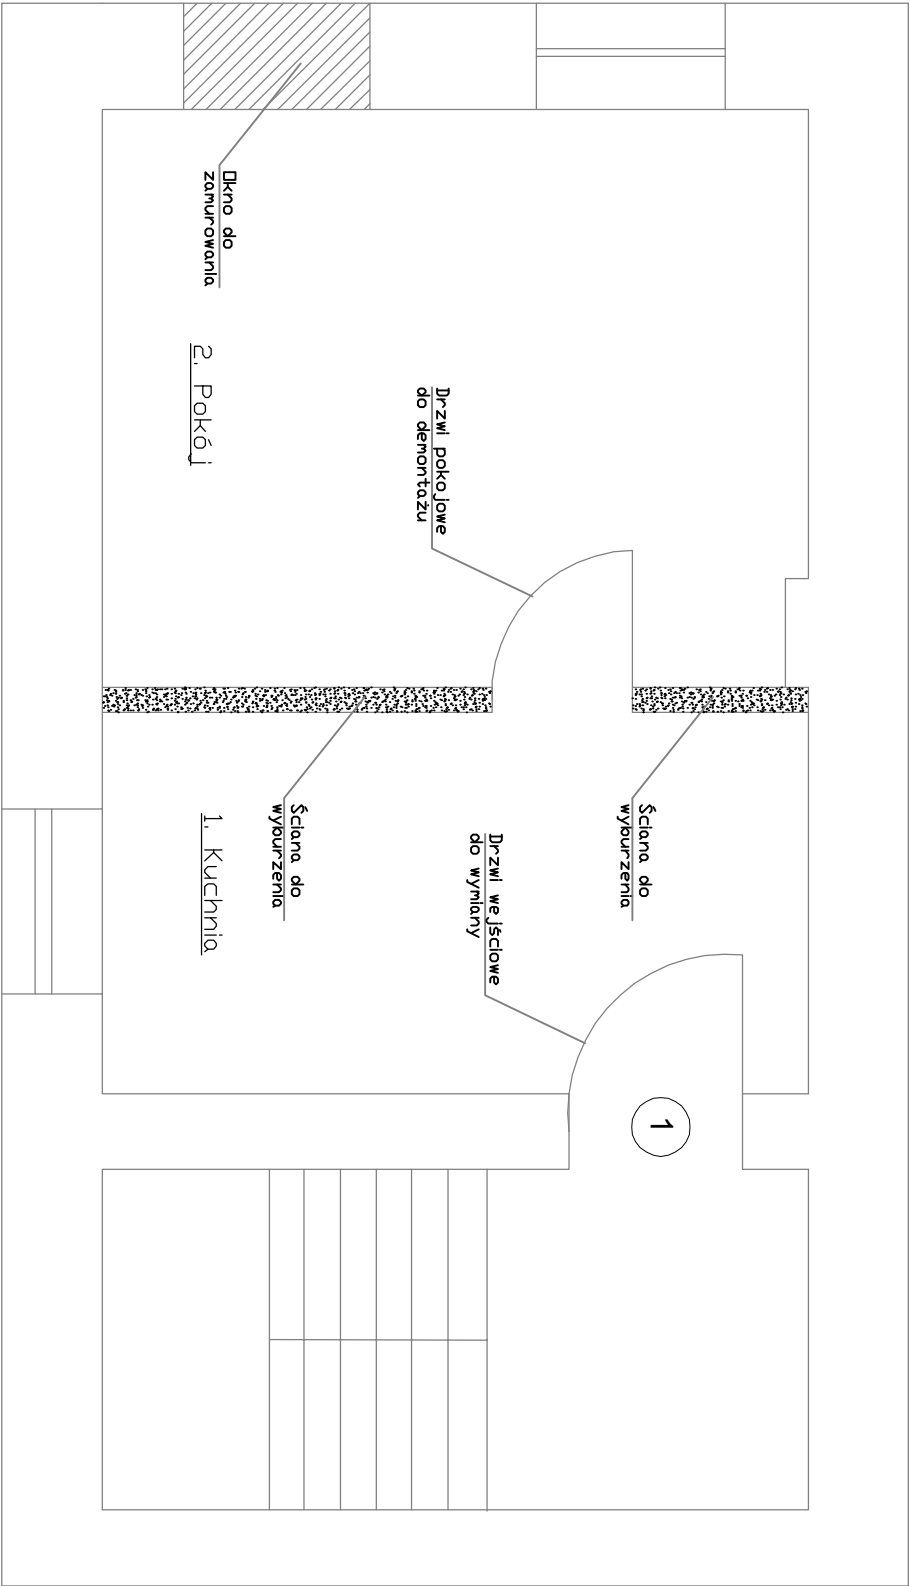 Okno do
zamurowania
2. Pokój
Drzwi pokojowe
do demontażu
Ściana do
wyburzenia
Ściana do
wyburzenia
1. Kuchnia
Drzwi wejściowe
do wymiany
1